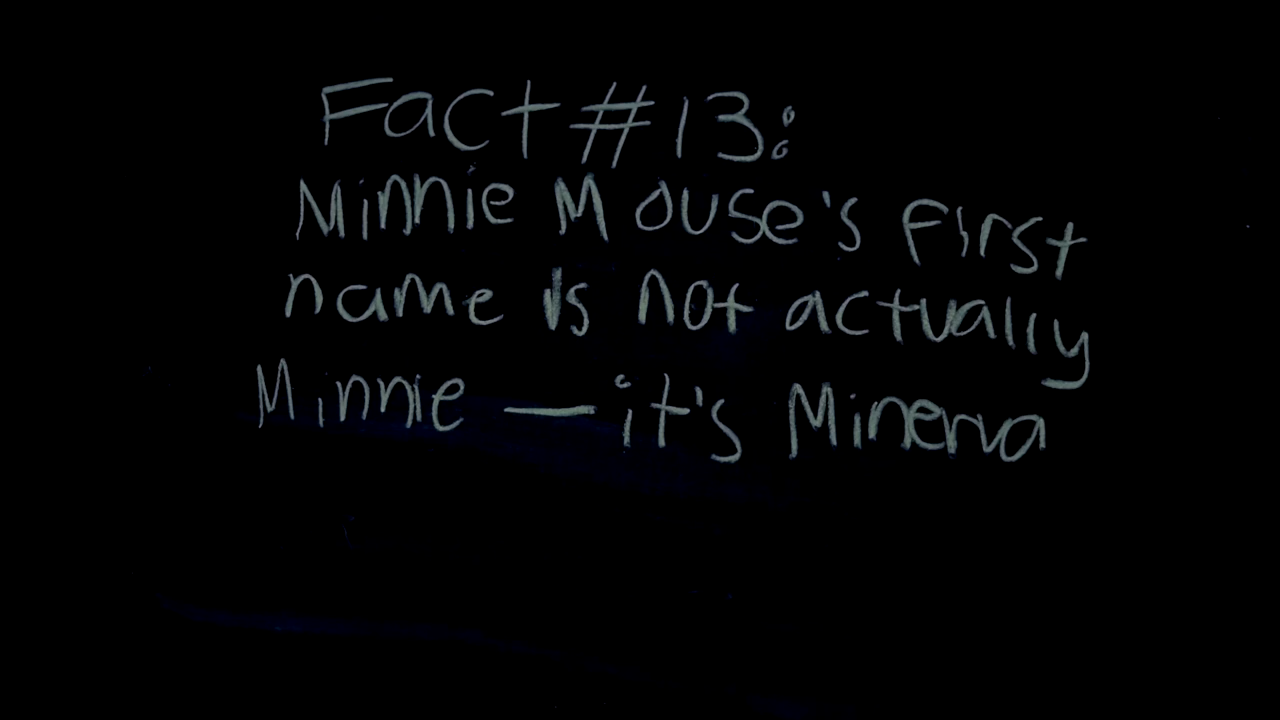 Fact #13:
Minnie Mouse's first
name is not actually
Minnie — it's Minerva